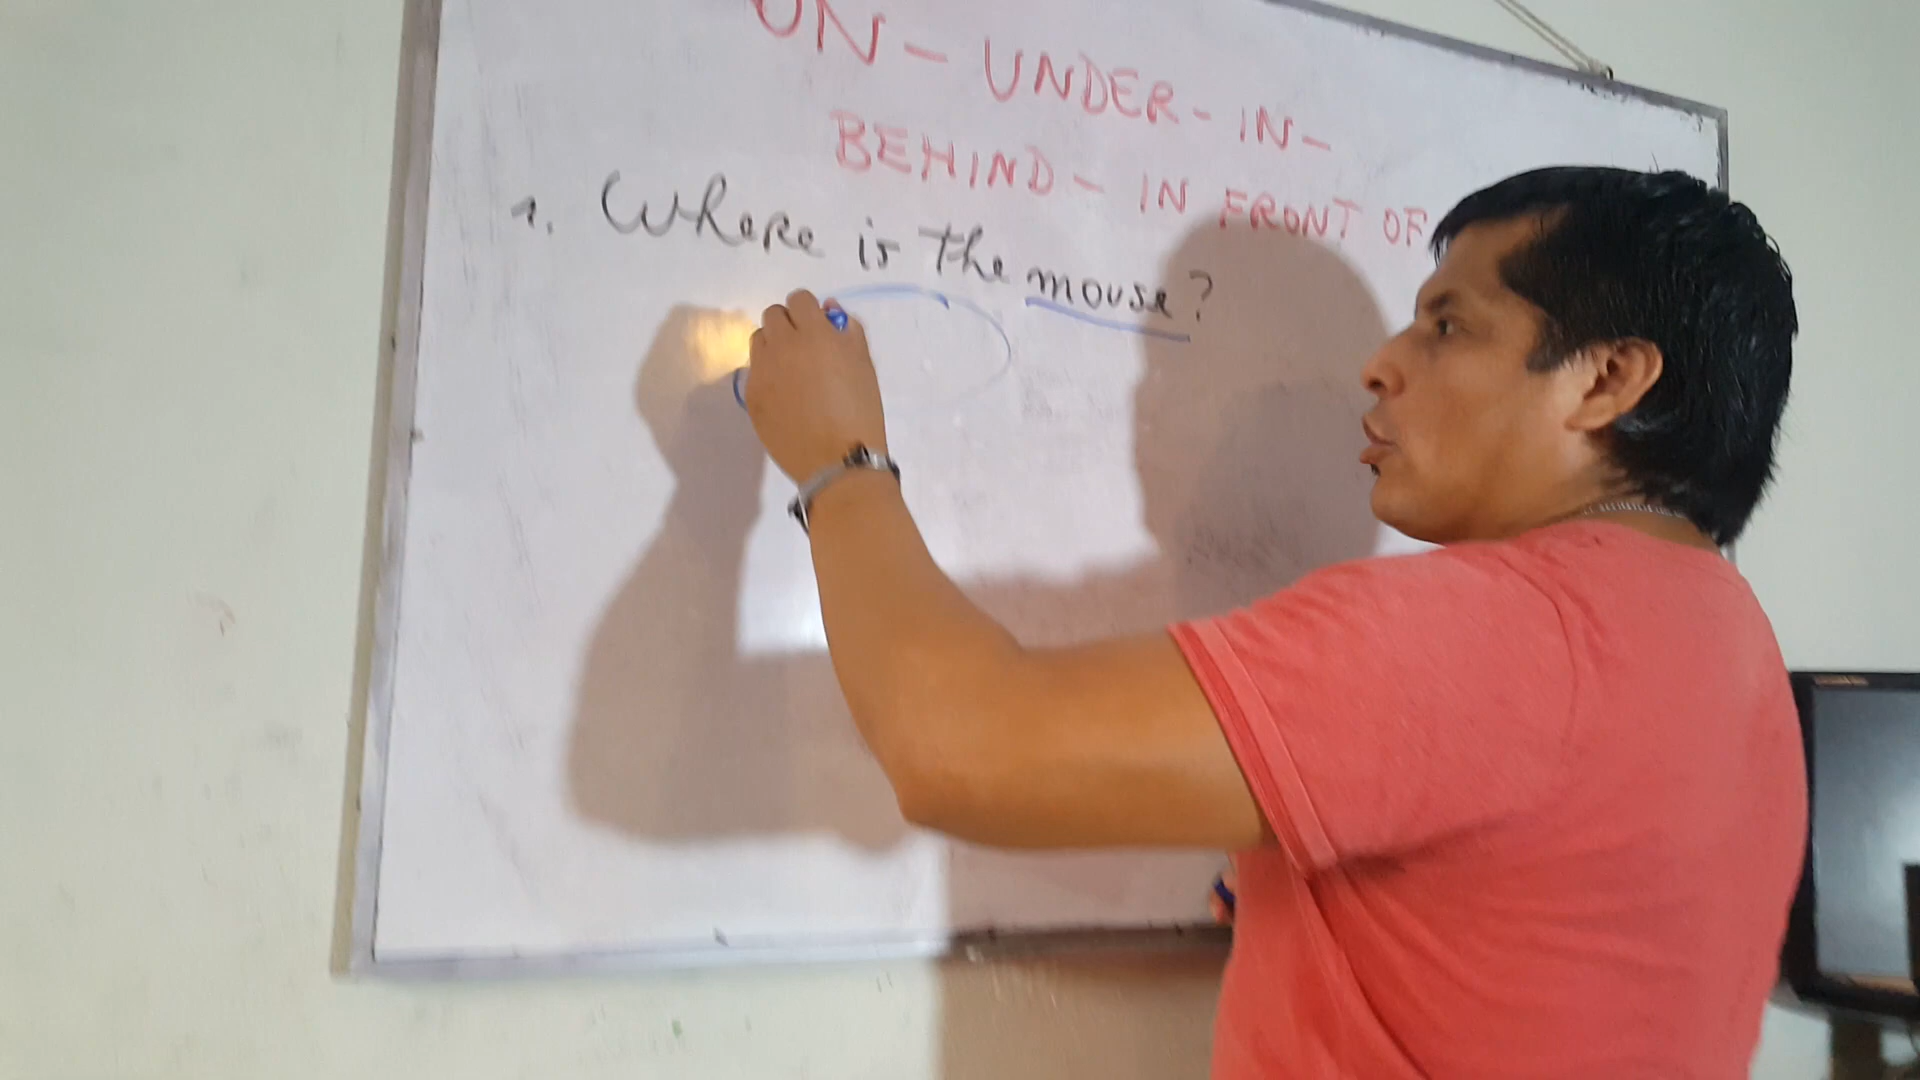 ON - UNDER - IN -
BEHIND - IN FRONT OF
1. Where is the mouse?